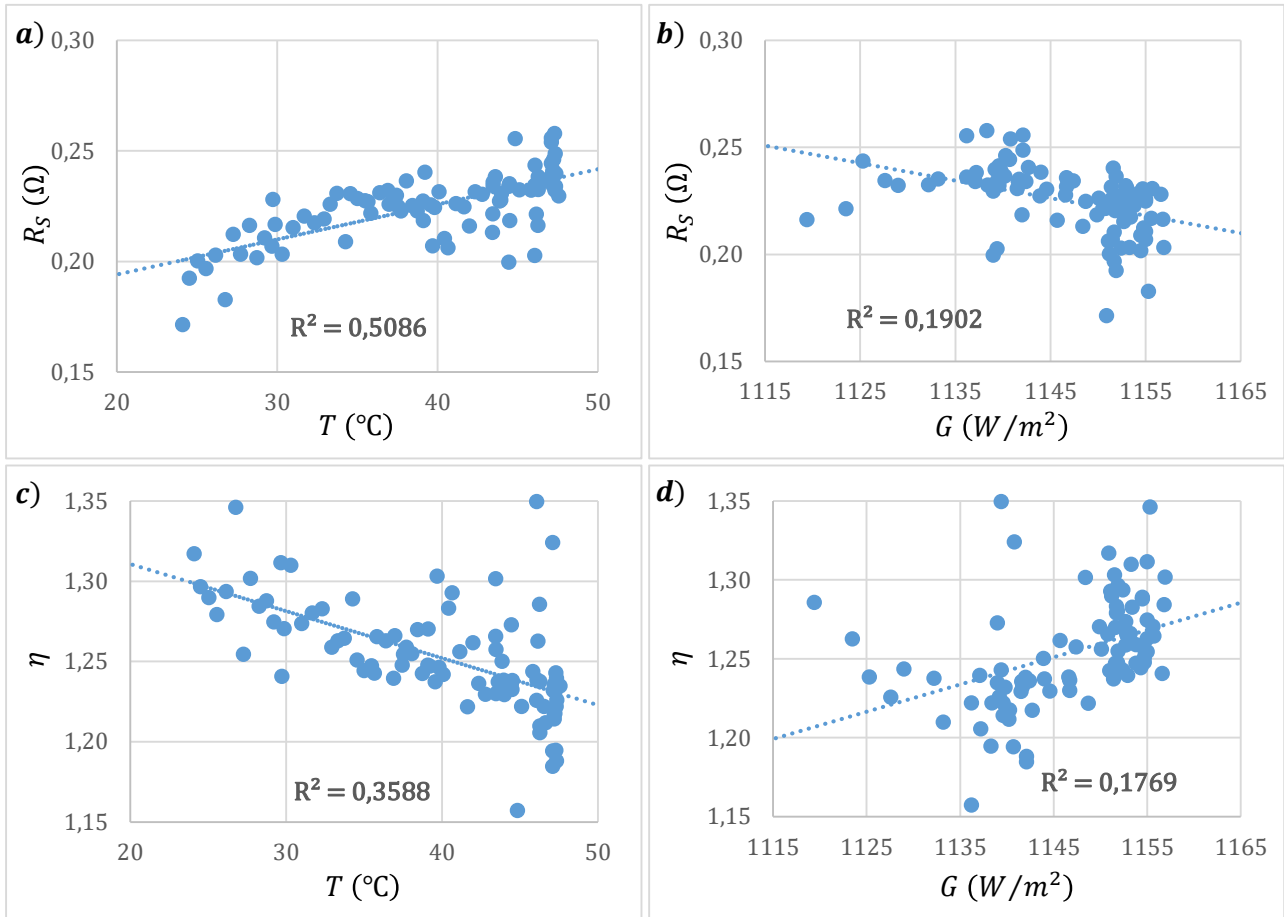 a)
0,30
0,25
0,20
0,15
R_S (Ω)
20 30 40 50
T (°C)
R² = 0,5086
b)
0,30
0,25
0,20
0,15
R_S (Ω)
1115 1125 1135 1145 1155 1165
G (W/m²)
R² = 0,1902
c)
1,35
1,30
1,25
1,20
1,15
η
20 30 40 50
T (°C)
R² = 0,3588
d)
1,35
1,30
1,25
1,20
1,15
η
1115 1125 1135 1145 1155 1165
G (W/m²)
R² = 0,1769